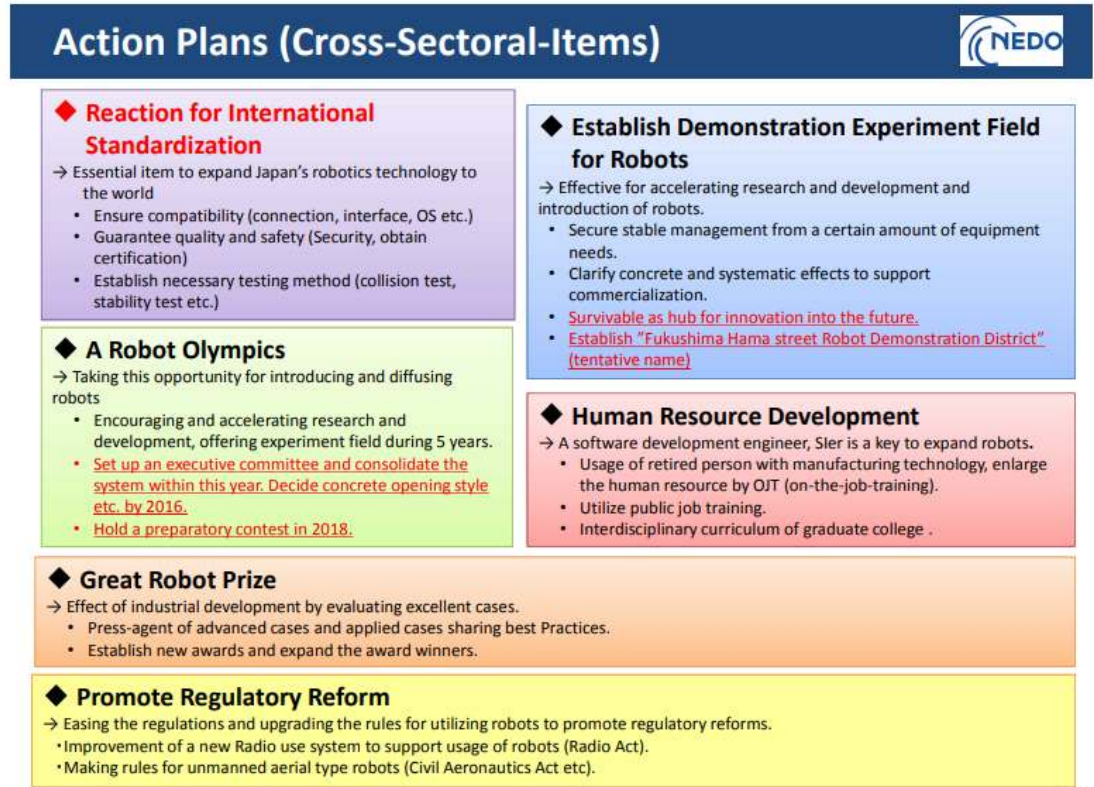 Action Plans (Cross-Sectoral-Items)
NEDO
◆ Reaction for International
Standardization
→ Essential item to expand Japan's robotics technology to
the world
• Ensure compatibility (connection, interface, OS etc.)
• Guarantee quality and safety (Security, obtain
certification)
• Establish necessary testing method (collision test,
stability test etc.)
◆ A Robot Olympics
→ Taking this opportunity for introducing and diffusing
robots
• Encouraging and accelerating research and
development, offering experiment field during 5 years.
• Set up an executive committee and consolidate the
system within this year. Decide concrete opening style
etc. by 2016.
• Hold a preparatory contest in 2018.
◆ Establish Demonstration Experiment Field
for Robots
→ Effective for accelerating research and development and
introduction of robots.
• Secure stable management from a certain amount of equipment
needs.
• Clarify concrete and systematic effects to support
commercialization.
• Survivable as hub for innovation into the future.
• Establish "Fukushima Hama street Robot Demonstration District"
(tentative name)
◆ Human Resource Development
→ A software development engineer, SIer is a key to expand robots.
• Usage of retired person with manufacturing technology, enlarge
the human resource by OJT (on-the-job-training).
• Utilize public job training.
• Interdisciplinary curriculum of graduate college .
◆ Great Robot Prize
→ Effect of industrial development by evaluating excellent cases.
• Press-agent of advanced cases and applied cases sharing best Practices.
• Establish new awards and expand the award winners.
◆ Promote Regulatory Reform
→ Easing the regulations and upgrading the rules for utilizing robots to promote regulatory reforms.
・Improvement of a new Radio use system to support usage of robots (Radio Act).
・Making rules for unmanned aerial type robots (Civil Aeronautics Act etc).